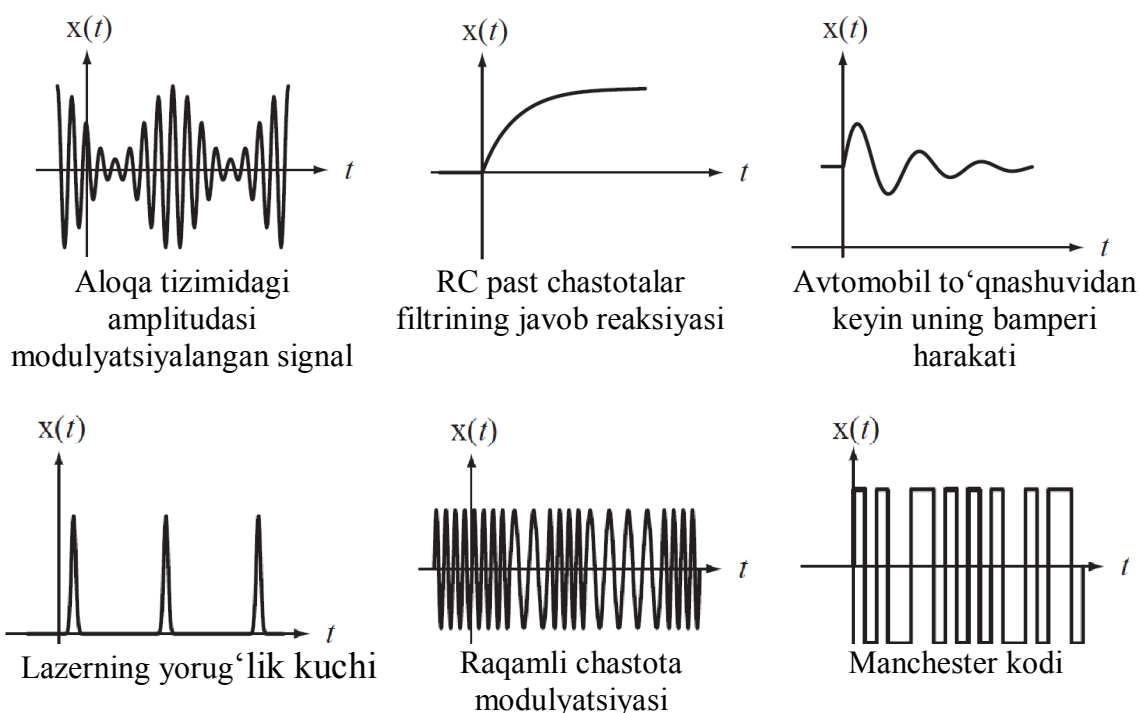 x(t)
t
Aloqa tizimidagi
amplitudasi
modulyatsiyalangan signal
x(t)
t
RC past chastotalar
filtrining javob reaksiyasi
x(t)
t
Avtomobil to‘qnashuvidan
keyin uning bamperi
harakati
x(t)
t
Lazerning yorug‘lik kuchi
x(t)
t
Raqamli chastota
modulyatsiyasi
x(t)
t
Manchester kodi